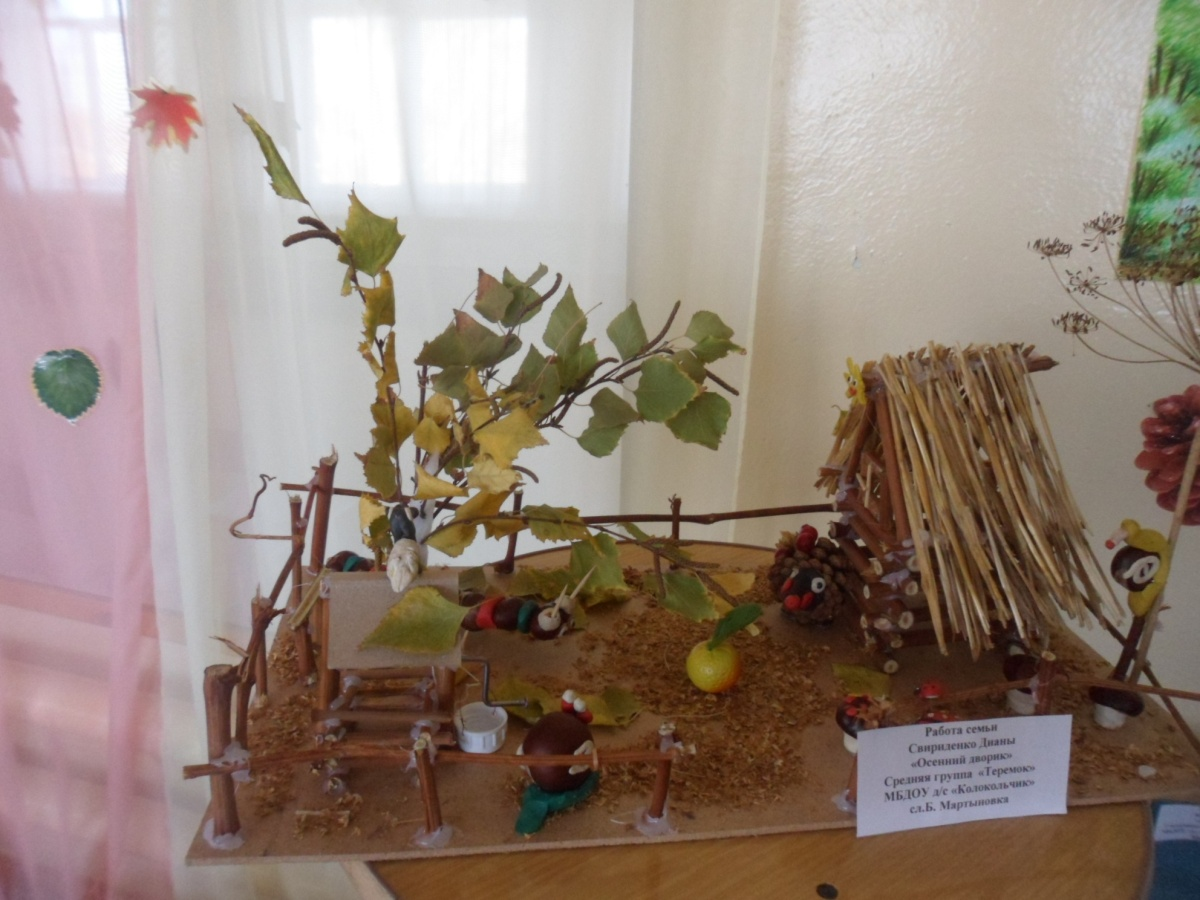 Работа семьи
Свириденко Дианы
«Осенний дворик»
Средняя группа «Теремок»
МБДОУ д/с «Колокольчик»
сл.Б. Мартыновка